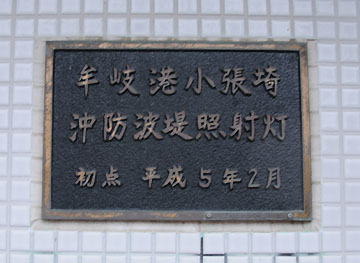 牟岐港小張埼
沖防波堤照射灯
初点 平成5年2月